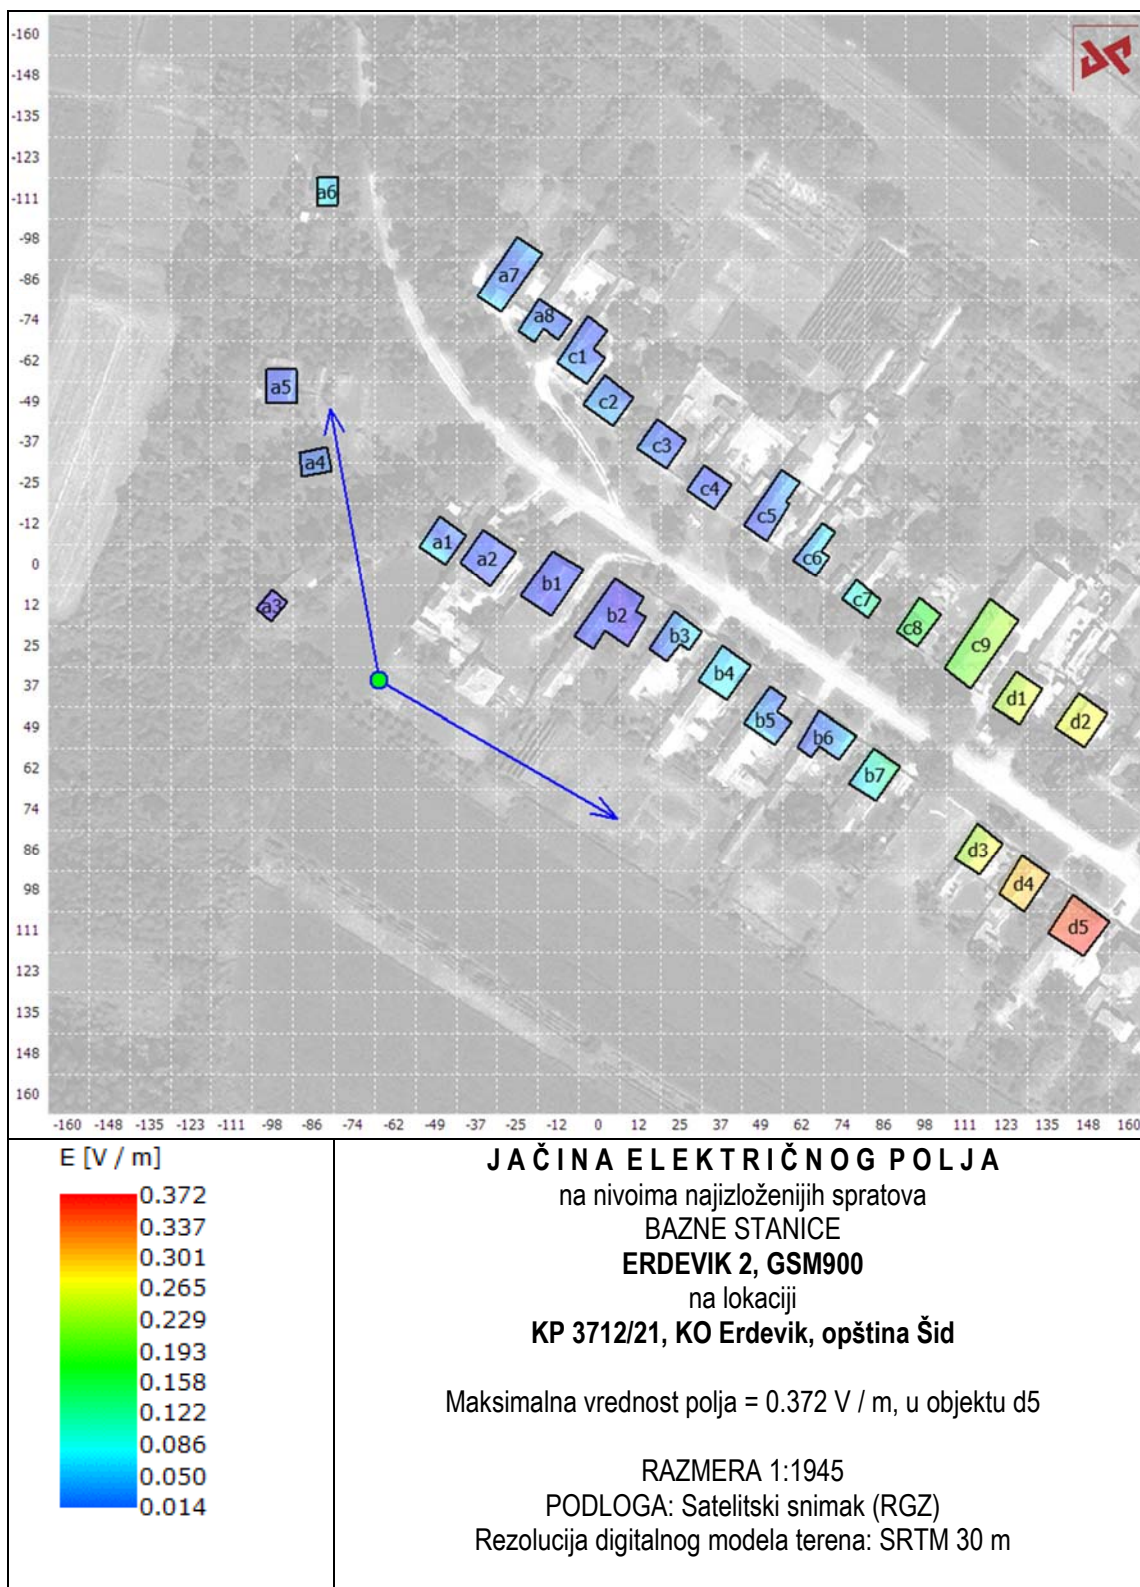 -160
-148
-135
-123
-111
-98
-86
-74
-62
-49
-37
-25
-12
0
12
25
37
49
62
74
86
98
111
123
135
148
160
a6
a7
a8
c1
a5
c2
c3
a4
c4
c5
a1
a2
c6
b1
c7
a3
b2
c8
b3
c9
b4
d1
b5
d2
b6
b7
d3
d4
d5
-160 -148 -135 -123 -111 -98 -86 -74 -62 -49 -37 -25 -12 0 12 25 37 49 62 74 86 98 111 123 135 148 160
E [V / m]
0.372
0.337
0.301
0.265
0.229
0.193
0.158
0.122
0.086
0.050
0.014
JAČINA ELEKTRIČNOG POLJA
na nivoima najizloženijih spratova
BAZNE STANICE
ERDEVIK 2, GSM900
na lokaciji
KP 3712/21, KO Erdevik, opština Šid
Maksimalna vrednost polja = 0.372 V / m, u objektu d5
RAZMERA 1:1945
PODLOGA: Satelitski snimak (RGZ)
Rezolucija digitalnog modela terena: SRTM 30 m